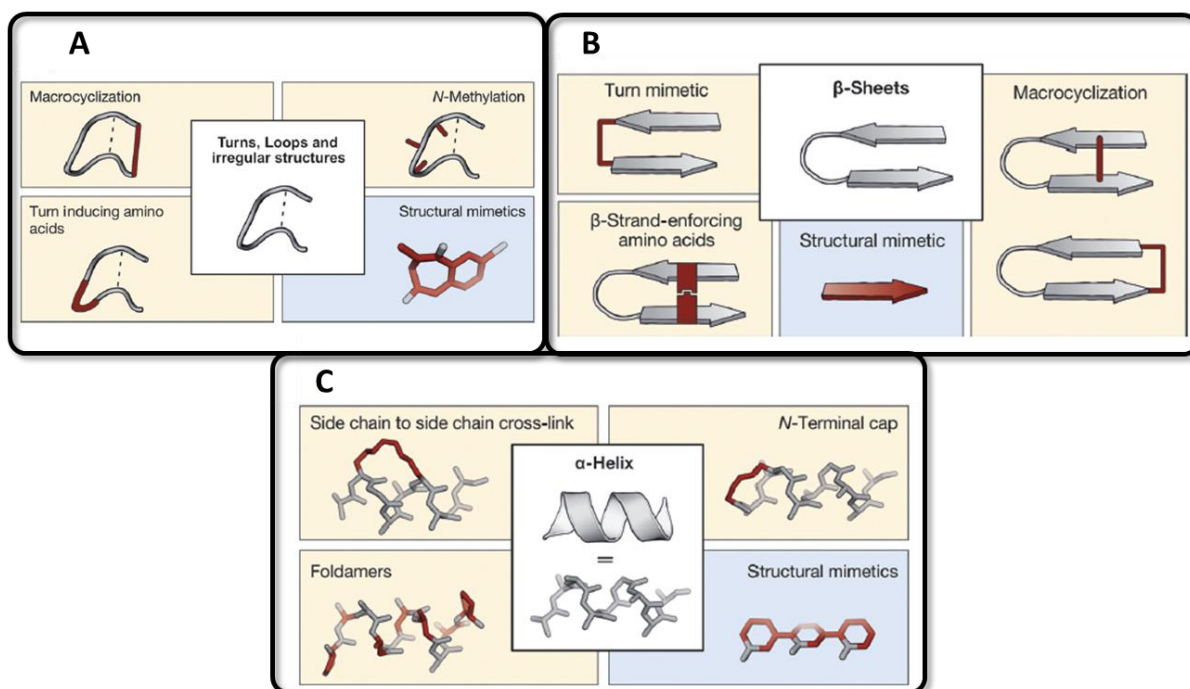 A
Macrocyclization
N-Methylation
Turns, Loops and
irregular structures
Turn inducing amino
acids
Structural mimetics
B
Turn mimetic
β-Sheets
Macrocyclization
β-Strand-enforcing
amino acids
Structural mimetic
C
Side chain to side chain cross-link
N-Terminal cap
α-Helix
=
Foldamers
Structural mimetics